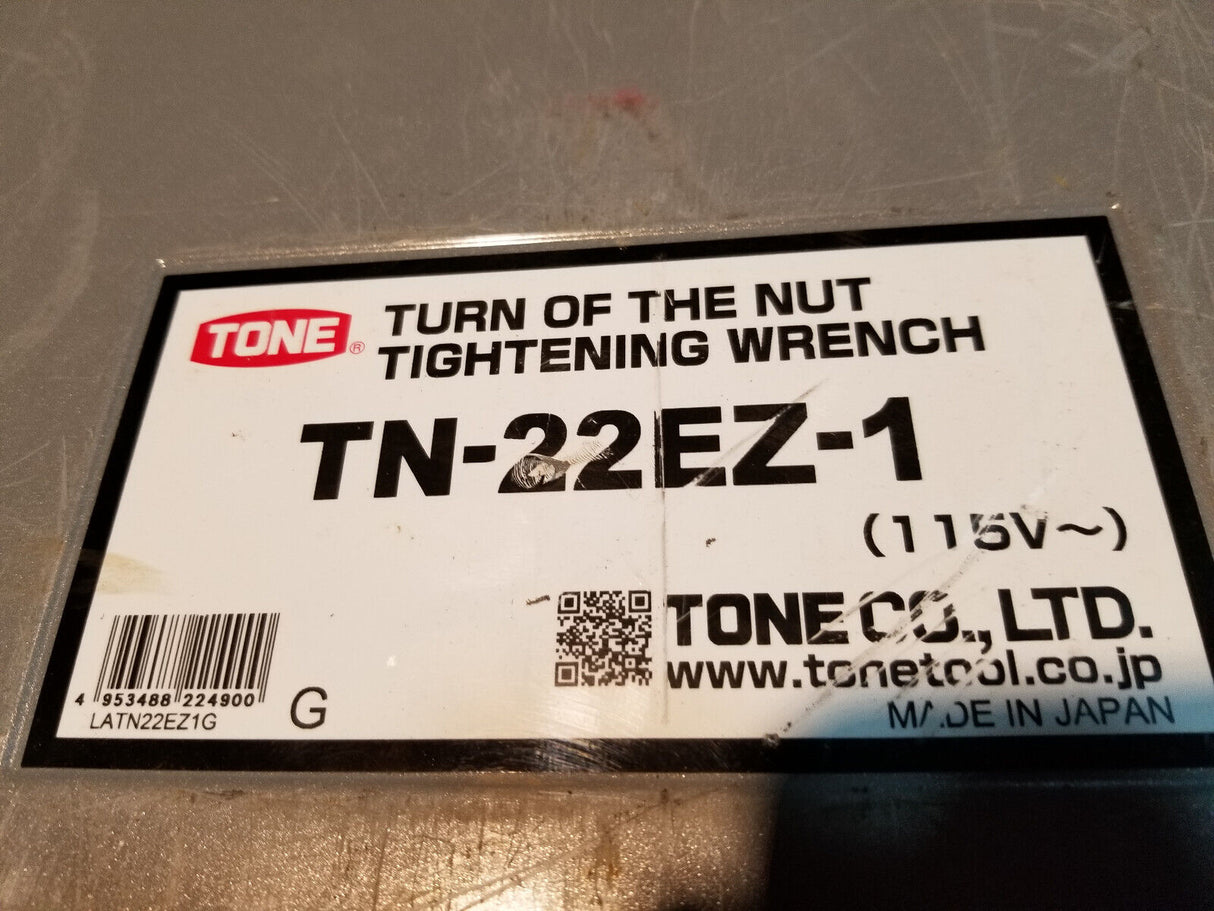 TONE®
TURN OF THE NUT
TIGHTENING WRENCH
TN-22EZ-1
(115V~)
TONE CO., LTD.
www.tonetool.co.jp
MADE IN JAPAN
4 953488 224900
LATN22EZ1G
G